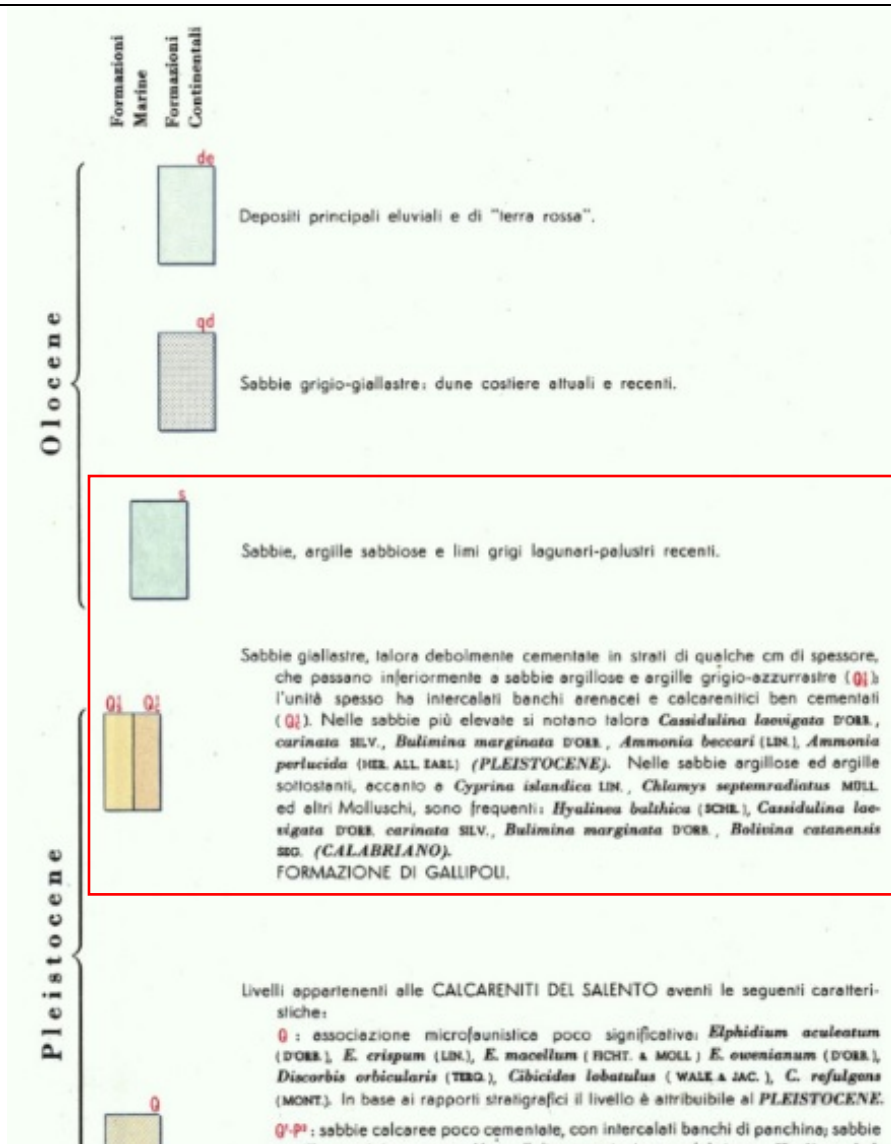 Formazioni
Marine
Formazioni
Continentali
Olocene
de
Depositi principali eluviali e di "terra rossa".
qd
Sabbie grigio-giallastre: dune costiere attuali e recenti.
s
Sabbie, argille sabbiose e limi grigi lagunari-palustri recenti.
Pleistocene
Sabbie giallastre, talora debolmente cementate in strati di qualche cm di spessore,
che passano inferiormente a sabbie argillose e argille grigio-azzurrastre
l'unità spesso ha intercalati banchi arenacei e calcarenitici ben cementati
Nelle sabbie più elevate si notano talora Cassidulina laevigata D'ORB.,
carinata SILV., Bulimina marginata D'ORB., Ammonia beccari (LIN.), Ammonia
perlucida (HER. ALL. EARL) (PLEISTOCENE). Nelle sabbie argillose ed argille
sottostanti, accanto a Cyprina islandica LIN., Chlamys septemradiatus MÜLL.
ed altri Molluschi, sono frequenti: Hyalinea balthica (SCHR.), Cassidulina lae-
vigata D'ORB. carinata SILV., Bulimina marginata D'ORB., Bolivina catanensis
SEG. (CALABRIANO).
FORMAZIONE DI GALLIPOLI.
Livelli appartenenti alle CALCARENITI DEL SALENTO aventi le seguenti caratteri-
stiche:
Q : associazione microfaunistica poco significativa: Elphidium aculeatum
(D'ORB.), E. crispum (LIN.), E. macellum (FICHT. & MOLL.) E. owenianum (D'ORB.),
Discorbis orbicularis (TERQ.), Cibicides lobatulus (WALK & JAC.), C. refulgens
(MONT.). In base ai rapporti stratigrafici il livello è attribuibile al PLEISTOCENE.
Q
sabbie calcaree poco cementate, con intercalati banchi di panchina; sabbie